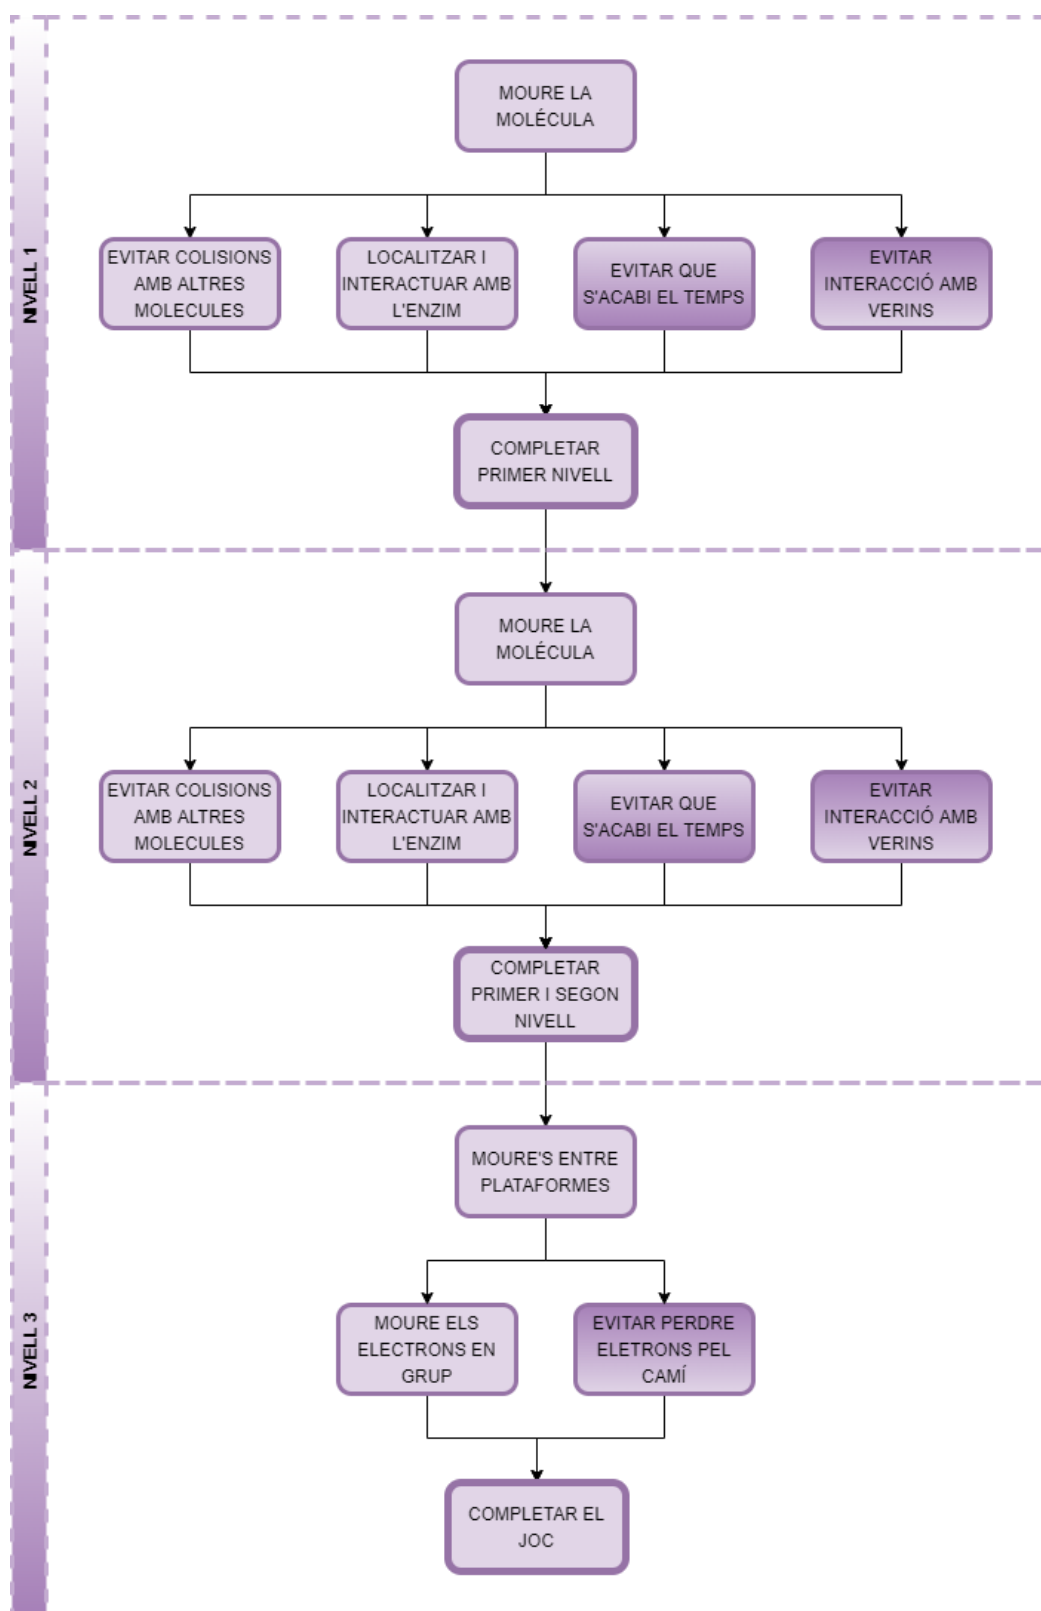 NIVELL 1
MOURE LA
MOLÉCULA
EVITAR COLISIONS
AMB ALTRES
MOLECULES
LOCALITZAR I
INTERACTUAR AMB
L'ENZIM
EVITAR QUE
S'ACABI EL TEMPS
EVITAR
INTERACCIÓ AMB
VERINS
COMPLETAR
PRIMER NIVELL
NIVELL 2
MOURE LA
MOLÉCULA
EVITAR COLISIONS
AMB ALTRES
MOLECULES
LOCALITZAR I
INTERACTUAR AMB
L'ENZIM
EVITAR QUE
S'ACABI EL TEMPS
EVITAR
INTERACCIÓ AMB
VERINS
COMPLETAR
PRIMER I SEGON
NIVELL
NIVELL 3
MOURE'S ENTRE
PLATAFORMES
MOURE ELS
ELECTRONS EN
GRUP
EVITAR PERDRE
ELETRONS PEL
CAMÍ
COMPLETAR EL
JOC